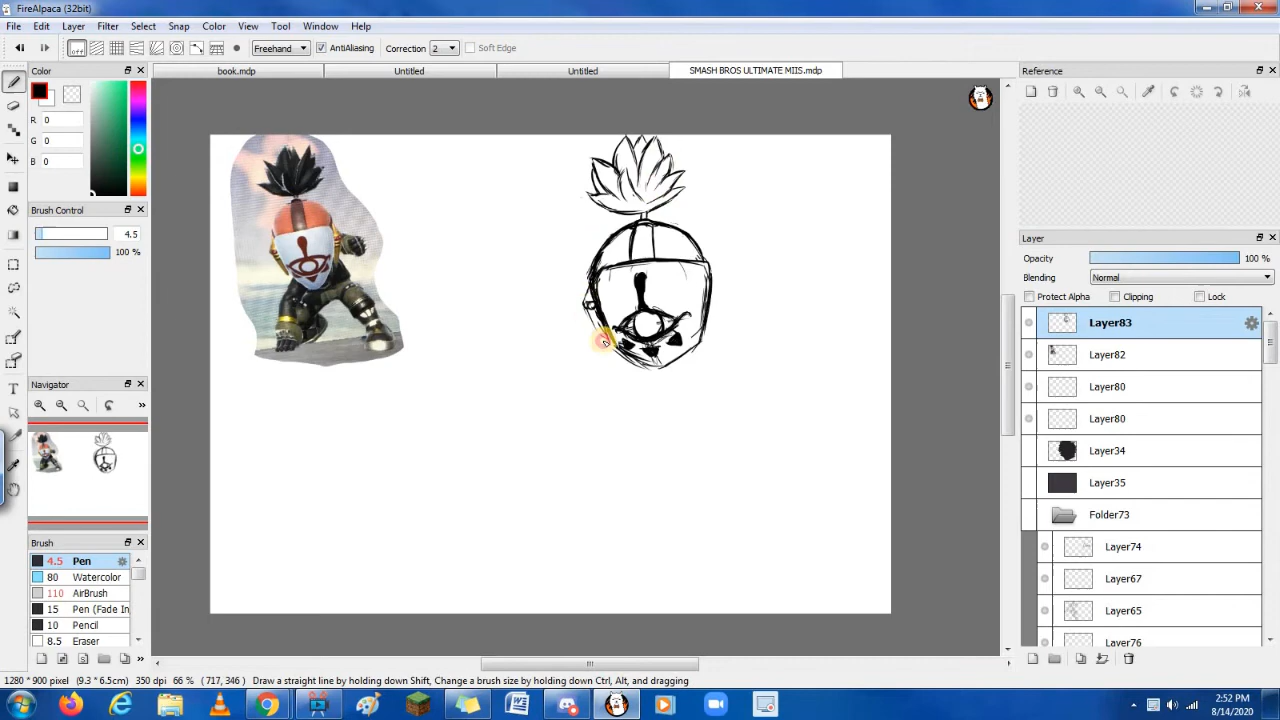 FireAlpaca (32bit)
File Edit Layer Filter Select Snap Color View Tool Window Help
off Freehand AntiAliasing Correction 2 Soft Edge
Color
book.mdp Untitled Untitled SMASH BROS ULTIMATE MIIS.mdp
Reference
R 0
G 0
B 0
Brush Control
4.5
100 %
Layer
Opacity 100 %
Blending Normal
Protect Alpha Clipping Lock
Layer83
Layer82
Layer80
Layer80
Layer34
Layer35
Folder73
Layer74
Layer67
Layer65
Layer76
Navigator
Brush
4.5 Pen
80 Watercolor
110 AirBrush
15 Pen (Fade In
10 Pencil
8.5 Eraser
1280 * 900 pixel (9.3 * 6.5cm) 350 dpi 66 % (717, 346) Draw a straight line by holding down Shift, Change a brush size by holding down Ctrl, Alt, and dragging
2:52 PM
8/14/2020